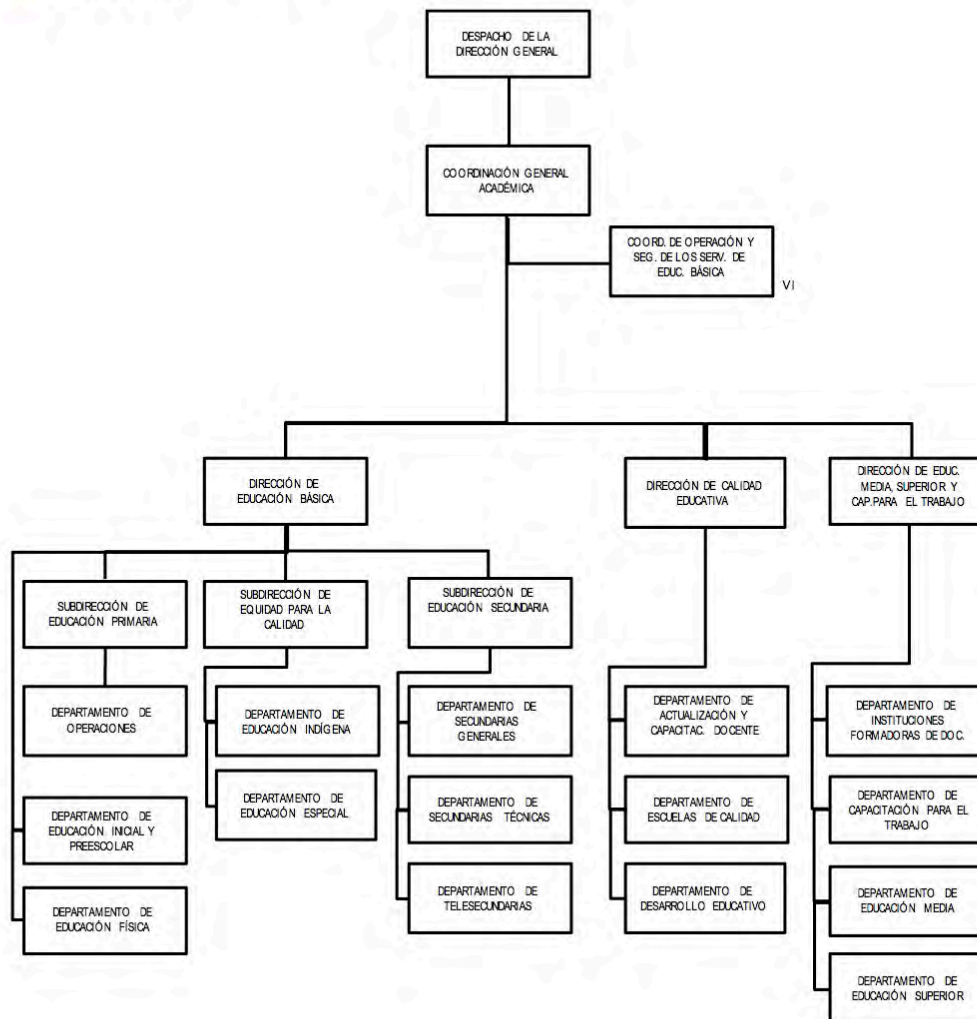 DESPACHO DE LA
DIRECCIÓN GENERAL
COORDINACIÓN GENERAL
ACADÉMICA
COORD. DE OPERACIÓN Y
SEG. DE LOS SERV. DE
EDUC. BÁSICA
VI
DIRECCIÓN DE
EDUCACIÓN BÁSICA
DIRECCIÓN DE CALIDAD
EDUCATIVA
DIRECCIÓN DE EDUC.
MEDIA, SUPERIOR Y
CAP.PARA EL TRABAJO
SUBDIRECCIÓN DE
EDUCACIÓN PRIMARIA
SUBDIRECCIÓN DE
EQUIDAD PARA LA
CALIDAD
SUBDIRECCIÓN DE
EDUCACIÓN SECUNDARIA
DEPARTAMENTO DE
OPERACIONES
DEPARTAMENTO DE
EDUCACIÓN INDÍGENA
DEPARTAMENTO DE
SECUNDARIAS
GENERALES
DEPARTAMENTO DE
ACTUALIZACIÓN Y
CAPACITAC. DOCENTE
DEPARTAMENTO DE
INSTITUCIONES
FORMADORAS DE DOC.
DEPARTAMENTO DE
EDUCACIÓN INICIAL Y
PREESCOLAR
DEPARTAMENTO DE
EDUCACIÓN ESPECIAL
DEPARTAMENTO DE
SECUNDARIAS TÉCNICAS
DEPARTAMENTO DE
ESCUELAS DE CALIDAD
DEPARTAMENTO DE
CAPACITACIÓN PARA EL
TRABAJO
DEPARTAMENTO DE
EDUCACIÓN FÍSICA
DEPARTAMENTO DE
TELESECUNDARIAS
DEPARTAMENTO DE
DESARROLLO EDUCATIVO
DEPARTAMENTO DE
EDUCACIÓN MEDIA
DEPARTAMENTO DE
EDUCACIÓN SUPERIOR